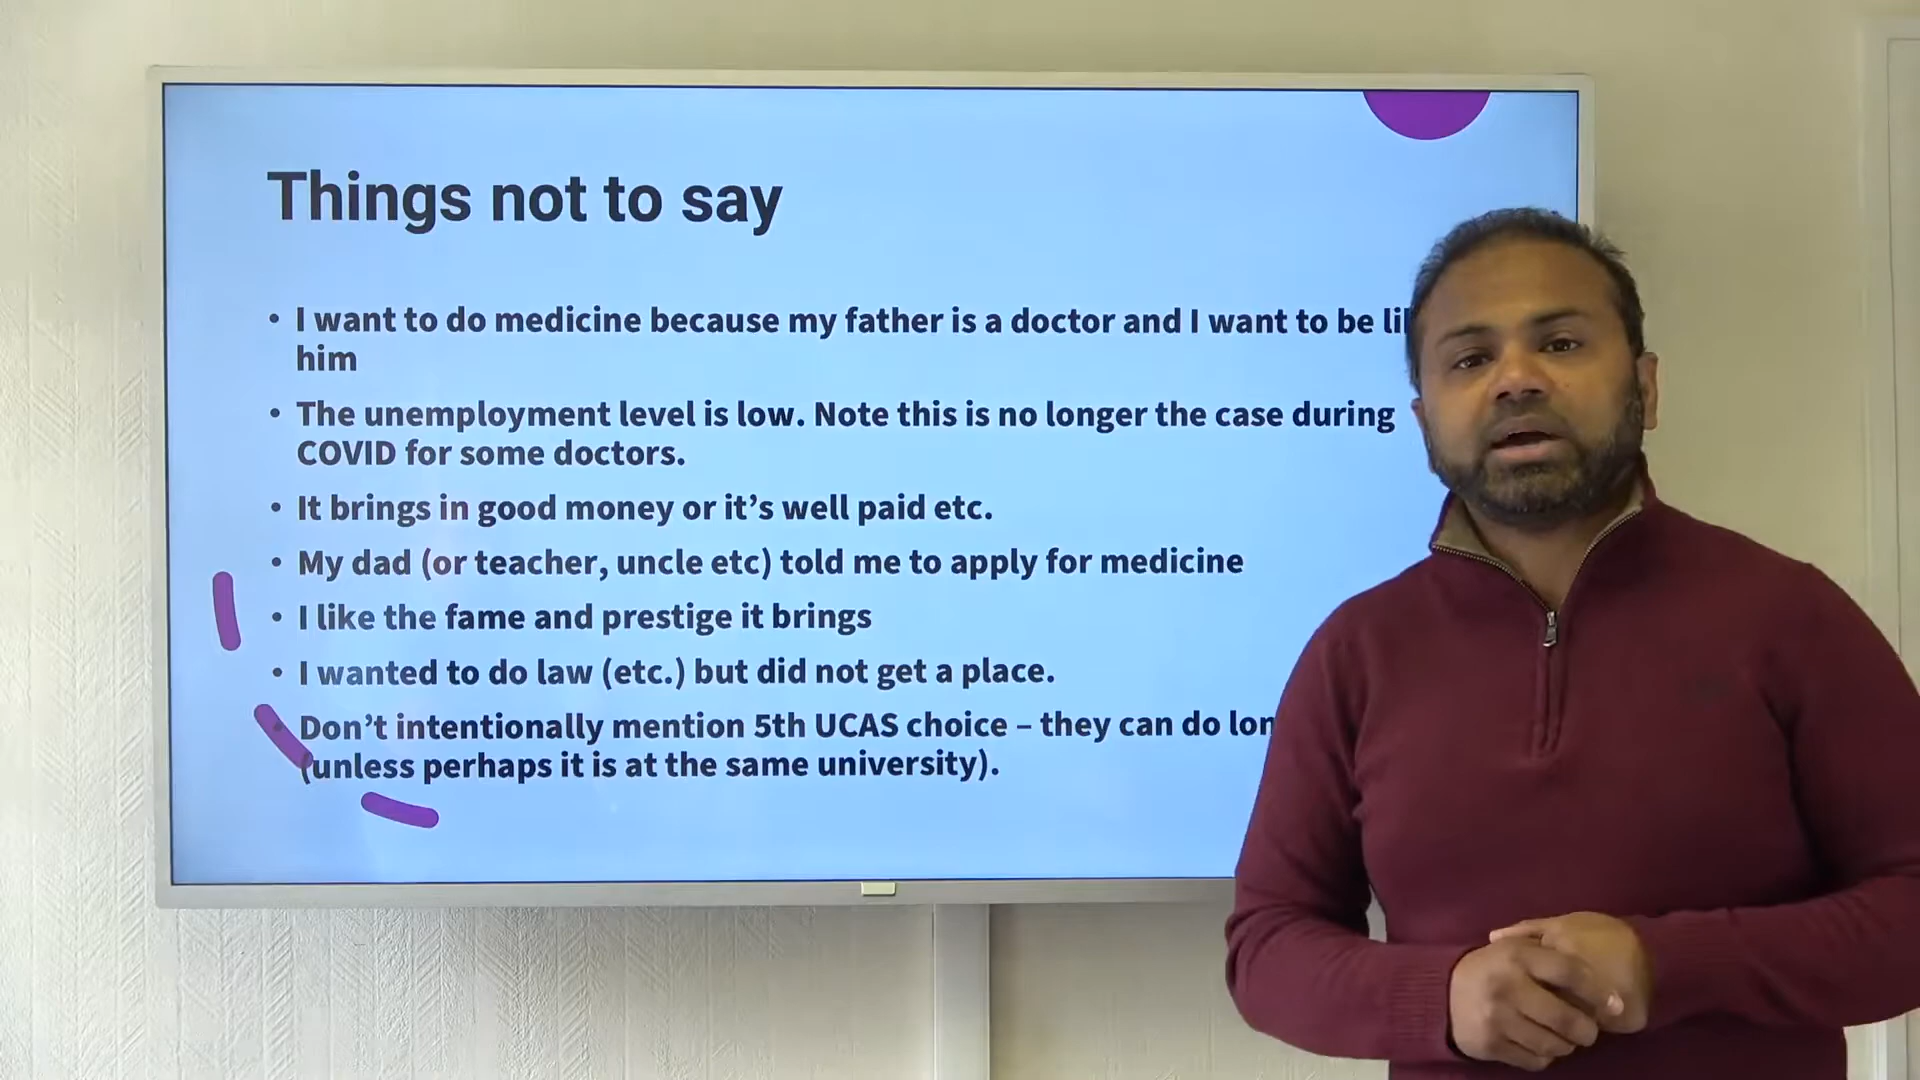 Things not to say
• I want to do medicine because my father is a doctor and I want to be
him
• The unemployment level is low. Note this is no longer the case during
COVID for some doctors.
• It brings in good money or it’s well paid etc.
• My dad (or teacher, uncle etc) told me to apply for medicine
• I like the fame and prestige it brings
• I wanted to do law (etc.) but did not get a place.
• Don’t intentionally mention 5th UCAS choice – they can do
(unless perhaps it is at the same university).